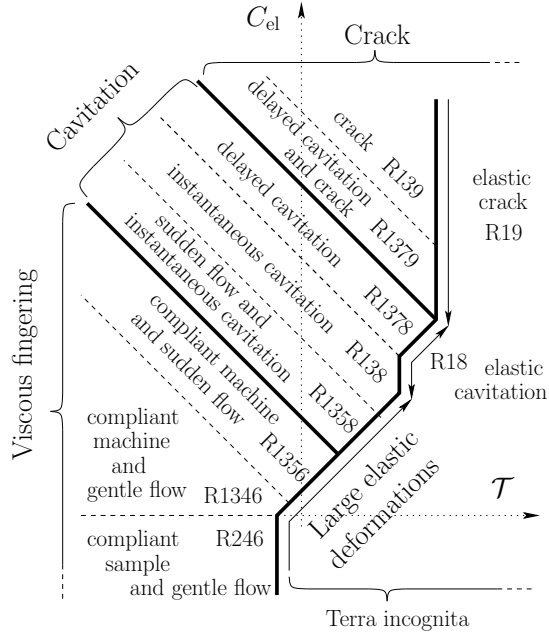 C_el
Crack
Cavitation
crack
R139
delayed cavitation
and crack
R1379
delayed cavitation
R1378
instantaneous cavitation
R138
sudden flow and
instantaneous cavitation
R1358
compliant machine
and sudden flow
R1356
Viscous fingering
compliant
machine
and
gentle flow
R1346
compliant
sample
and gentle flow
R246
elastic
crack
R19
R18
elastic
cavitation
𝒯
Large elastic
deformations
Terra incognita